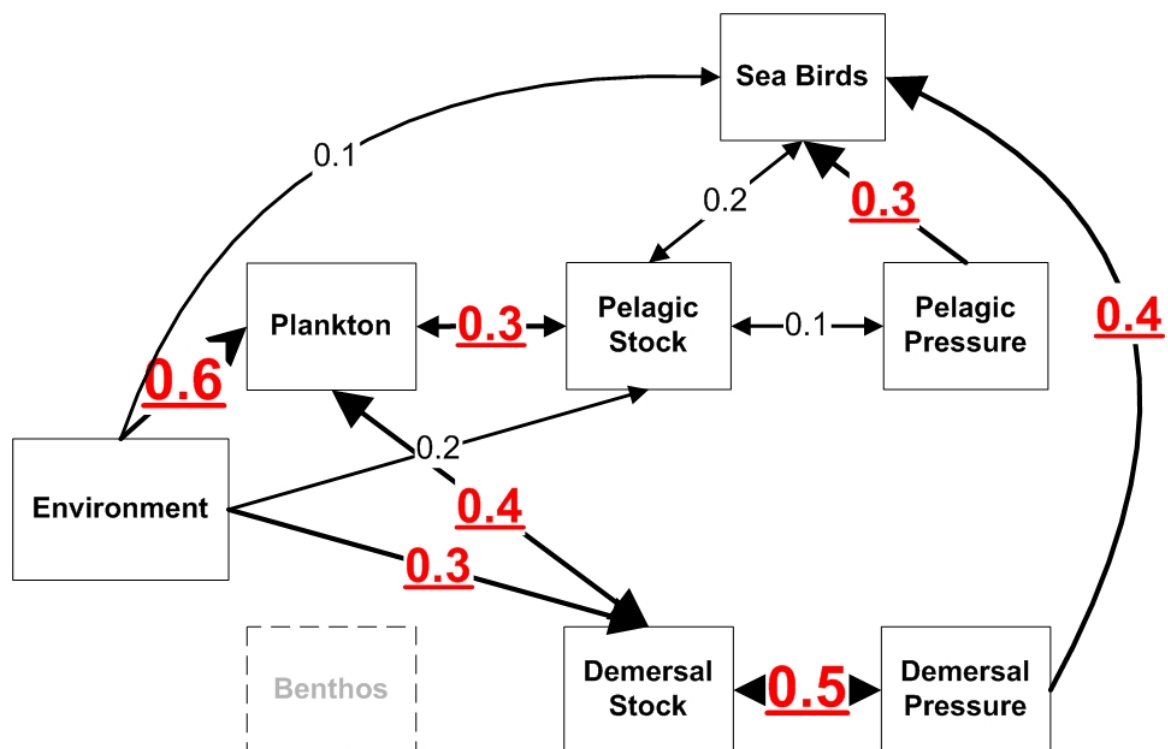 Sea Birds
0.1
0.2
0.3
Plankton
0.3
Pelagic
Stock
0.1
Pelagic
Pressure
0.4
0.6
0.2
Environment
0.4
0.3
Benthos
Demersal
Stock
0.5
Demersal
Pressure